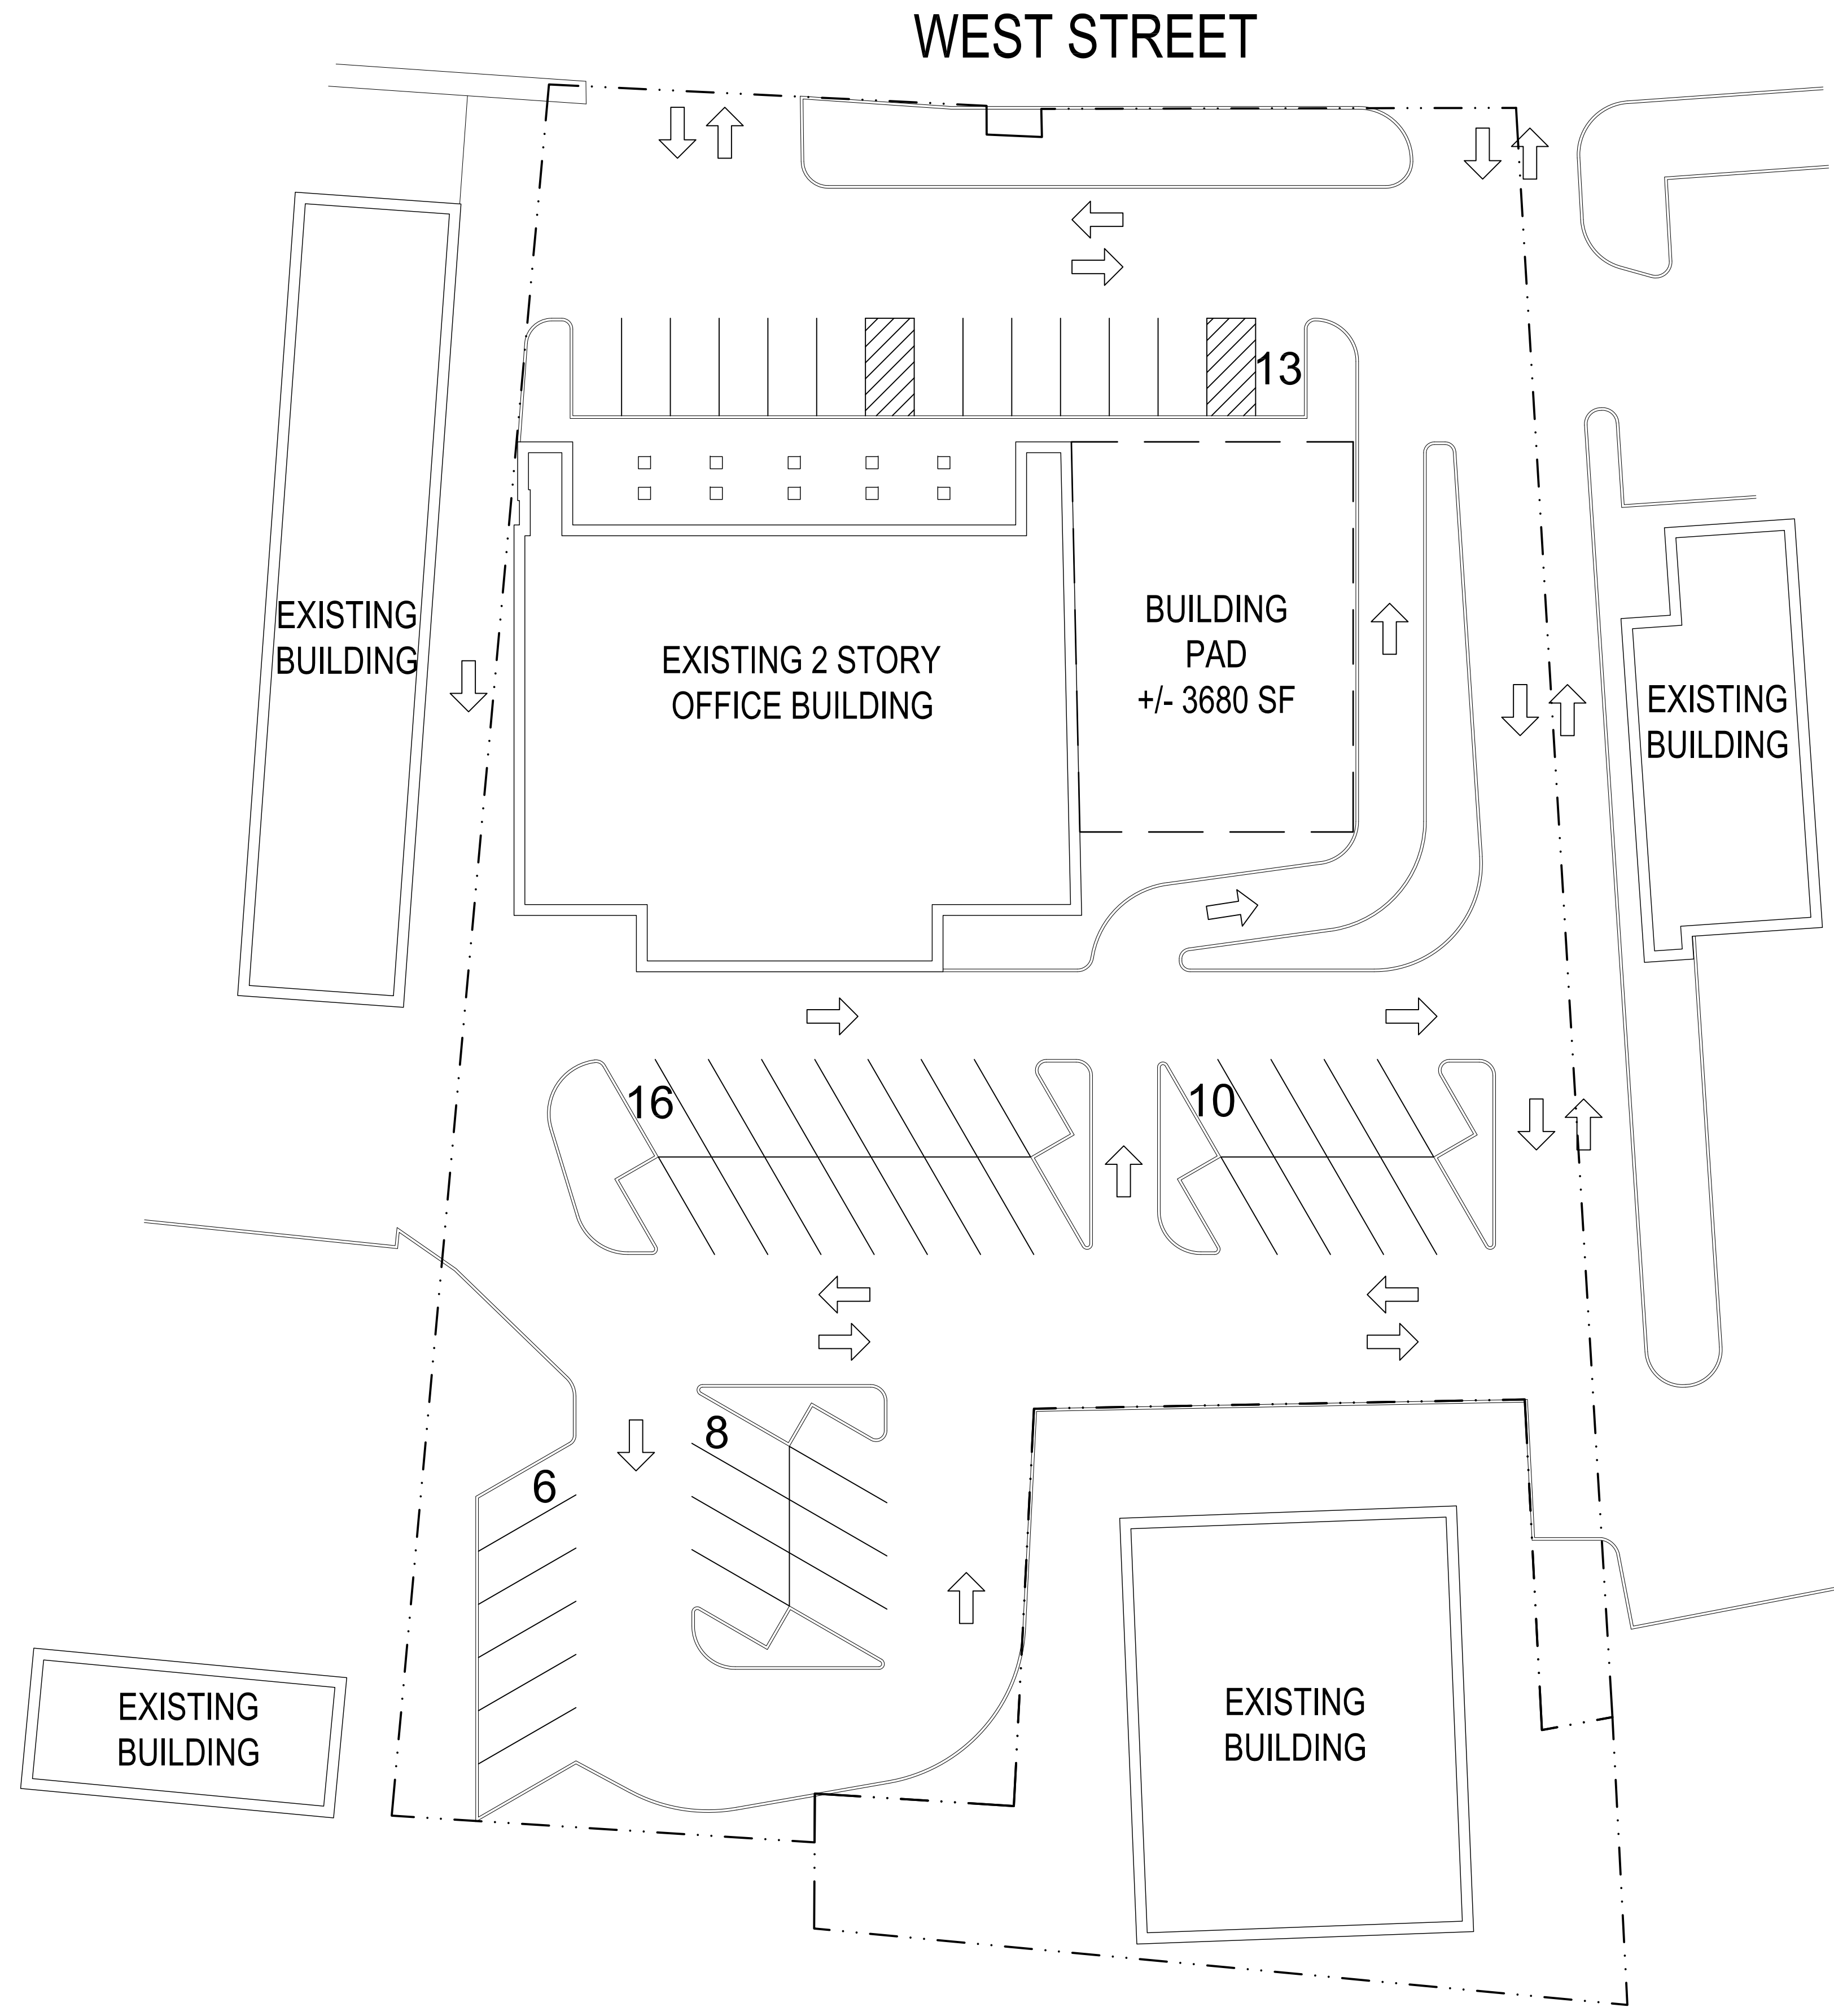 WEST STREET
13
EXISTING
BUILDING
EXISTING 2 STORY
OFFICE BUILDING
BUILDING
PAD
+/- 3680 SF
EXISTING
BUILDING
16
10
8
6
EXISTING
BUILDING
EXISTING
BUILDING